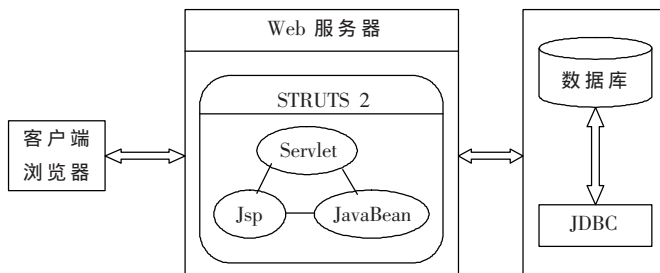 客户端
浏览器
Web 服务器
STRUTS 2
Servlet
Jsp
JavaBean
数据库
JDBC